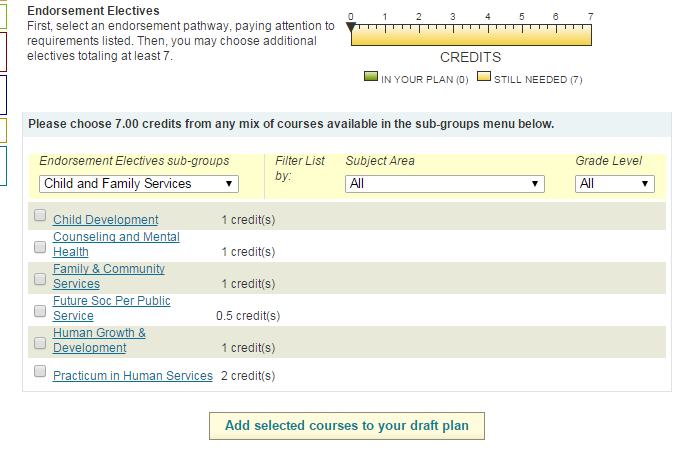 Endorsement Electives
First, select an endorsement pathway, paying attention to
requirements listed. Then, you may choose additional
electives totaling at least 7.
0 1 2 3 4 5 6 7
CREDITS
IN YOUR PLAN (0) STILL NEEDED (7)
Please choose 7.00 credits from any mix of courses available in the sub-groups menu below.
Endorsement Electives sub-groups
Child and Family Services
Filter List
by:
Subject Area
All
Grade Level
All
Child Development 1 credit(s)
Counseling and Mental
Health 1 credit(s)
Family & Community
Services 1 credit(s)
Future Soc Per Public
Service 0.5 credit(s)
Human Growth &
Development 1 credit(s)
Practicum in Human Services 2 credit(s)
Add selected courses to your draft plan